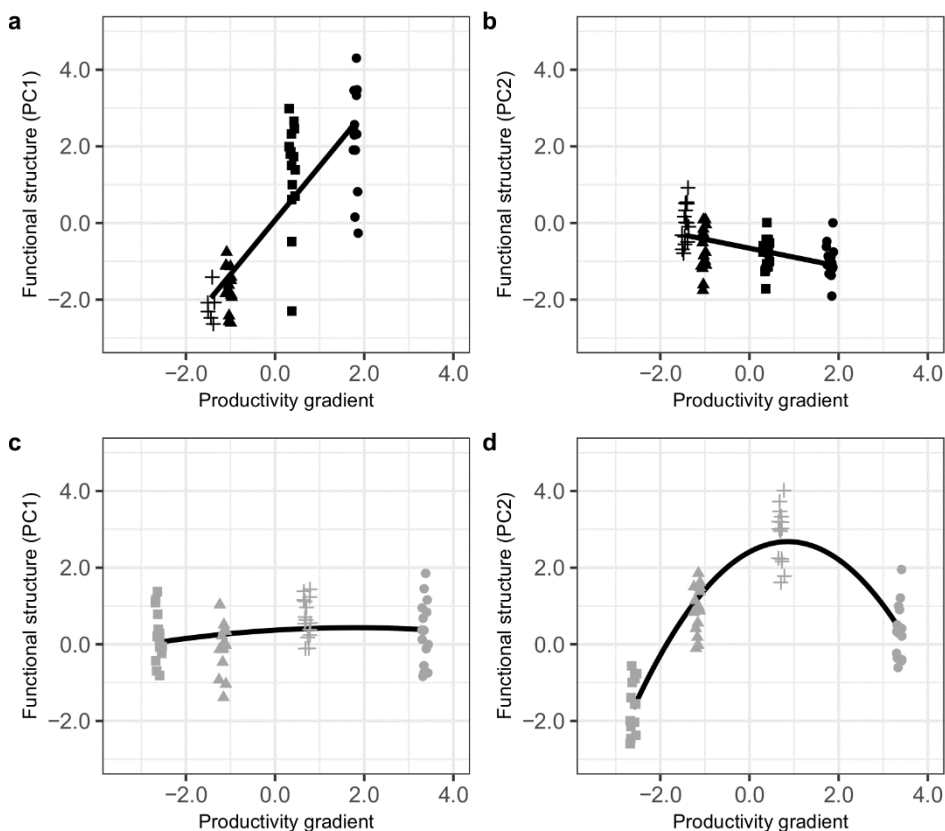 a
b
Functional structure (PC1)
4.0
2.0
0.0
−2.0
−2.0 0.0 2.0 4.0
Productivity gradient
Functional structure (PC2)
4.0
2.0
0.0
−2.0
−2.0 0.0 2.0 4.0
Productivity gradient
c
d
Functional structure (PC1)
4.0
2.0
0.0
−2.0
−2.0 0.0 2.0 4.0
Productivity gradient
Functional structure (PC2)
4.0
2.0
0.0
−2.0
−2.0 0.0 2.0 4.0
Productivity gradient